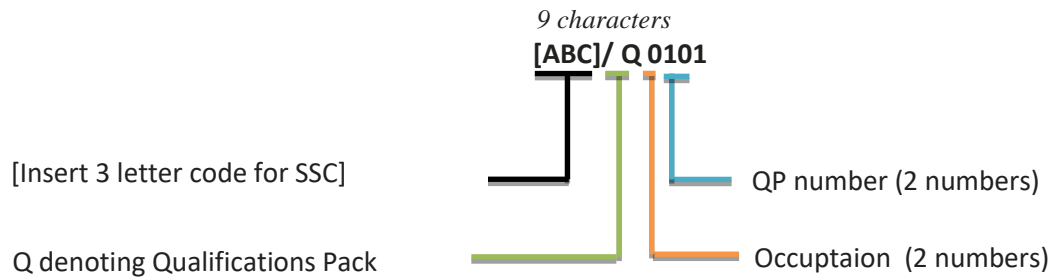 9 characters
[ABC]/ Q 0101
[Insert 3 letter code for SSC]
QP number (2 numbers)
Q denoting Qualifications Pack
Occuptaion (2 numbers)